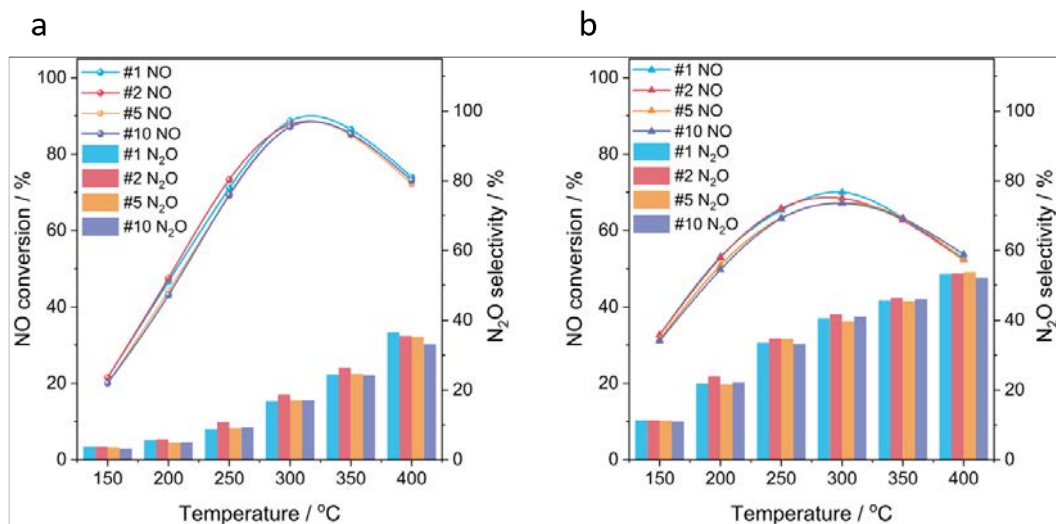 a
#1 NO
#2 NO
#5 NO
#10 NO
#1 N₂O
#2 N₂O
#5 N₂O
#10 N₂O
NO conversion / %
100
80
60
40
20
0
N₂O selectivity / %
100
80
60
40
20
0
150 200 250 300 350 400
Temperature / °C
b
#1 NO
#2 NO
#5 NO
#10 NO
#1 N₂O
#2 N₂O
#5 N₂O
#10 N₂O
NO conversion / %
100
80
60
40
20
0
N₂O selectivity / %
100
80
60
40
20
0
150 200 250 300 350 400
Temperature / °C